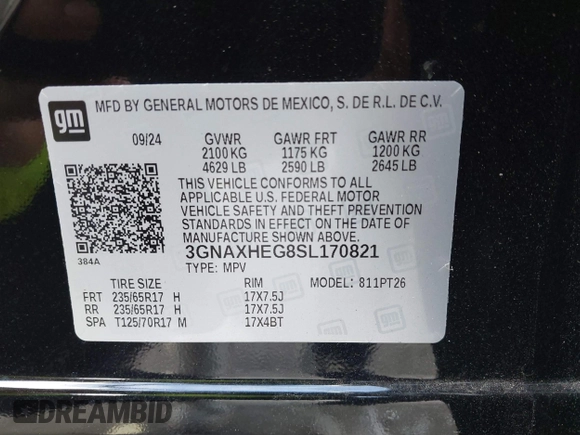 gm
MFD BY GENERAL MOTORS DE MEXICO, S. DE R.L. DE C.V.
09/24 GVWR GAWR FRT GAWR RR
2100 KG 1175 KG 1200 KG
4629 LB 2590 LB 2645 LB
THIS VEHICLE CONFORMS TO ALL
APPLICABLE U.S. FEDERAL MOTOR
VEHICLE SAFETY AND THEFT PREVENTION
STANDARDS IN EFFECT ON THE DATE OF
MANUFACTURE SHOWN ABOVE.
384A 3GNAXHEG8SL170821
TYPE: MPV MODEL: 811PT26
TIRE SIZE RIM
FRT 235/65R17 H 17X7.5J
RR 235/65R17 H 17X7.5J
SPA T125/70R17 M 17X4BT
DREAMBID